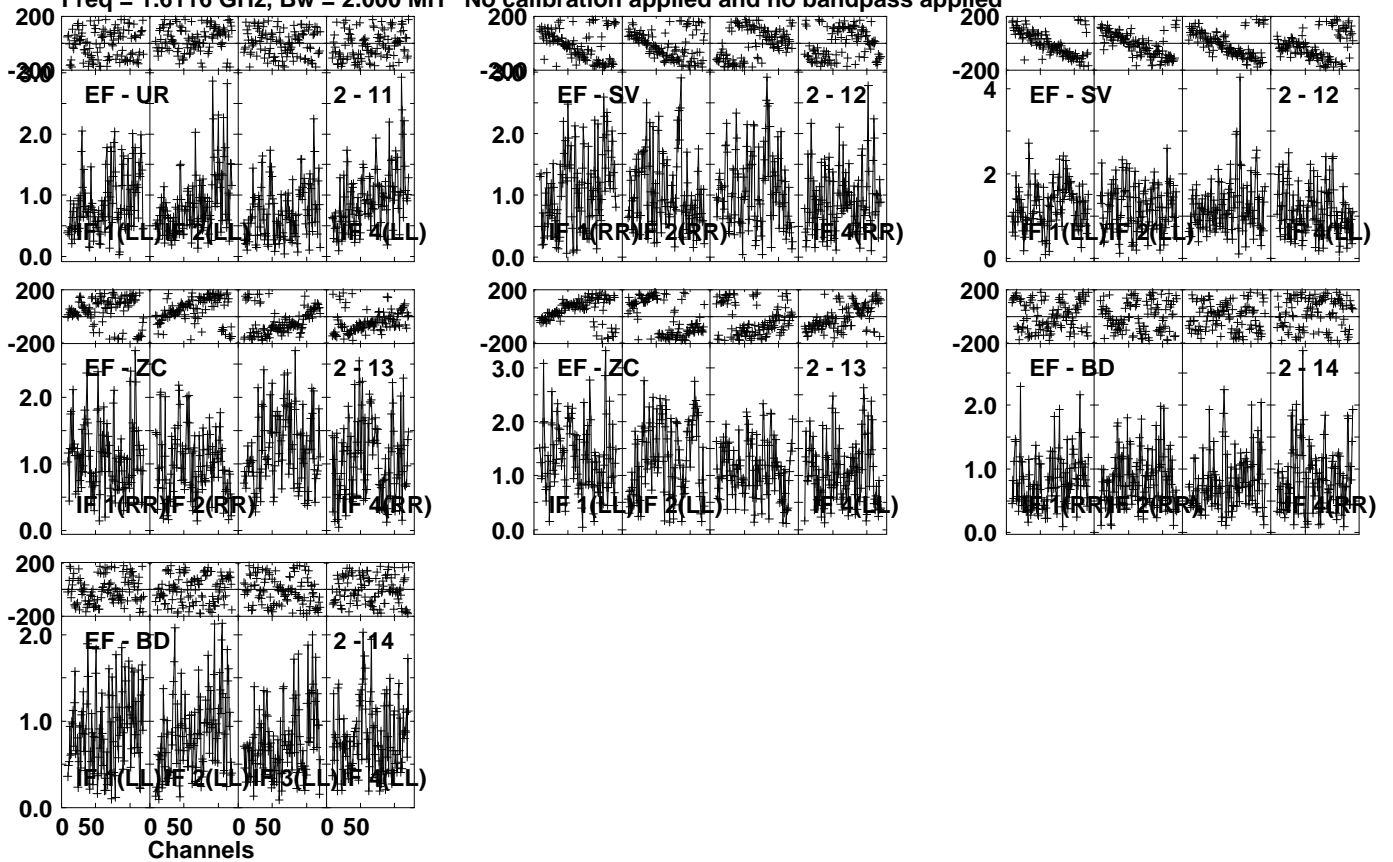 Freq = 1.6116 GHz, Bw = 2.000 MH No calibration applied and no bandpass applied
200
-200
EF - UR 2 - 11
2.0
1.0
0.0
IF 1(LL) IF 2(LL) IF 4(LL)
200
-200
3.0
EF - SV 2 - 12
2.0
1.0
0.0
IF 1(RR) IF 2(RR) IF 4(RR)
200
-200
EF - SV 2 - 12
4
2
0
IF 1(LL) IF 2(LL) IF 4(LL)
200
-200
EF - ZC 2 - 13
2.0
1.0
0.0
IF 1(RR) IF 2(RR) IF 4(RR)
200
-200
EF - ZC 2 - 13
3.0
2.0
1.0
0.0
IF 1(LL) IF 2(LL) IF 4(LL)
200
-200
EF - BD 2 - 14
2.0
1.0
0.0
IF 1(RR) IF 2(RR) IF 4(RR)
200
-200
EF - BD 2 - 14
2.0
1.0
0.0
IF 1(LL) IF 2(LL) IF 3(LL) IF 4(LL)
0 50 0 50 0 50 0 50
Channels